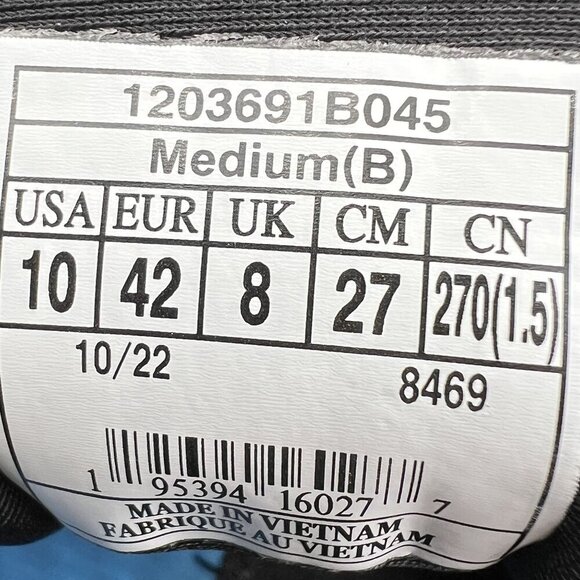 1203691B045
Medium(B)
USA EUR UK CM CN
10 42 8 27 270(1.5)
10/22 8469
1 95394 16027 7
MADE IN VIETNAM
FABRIQUE AU VIETNAM